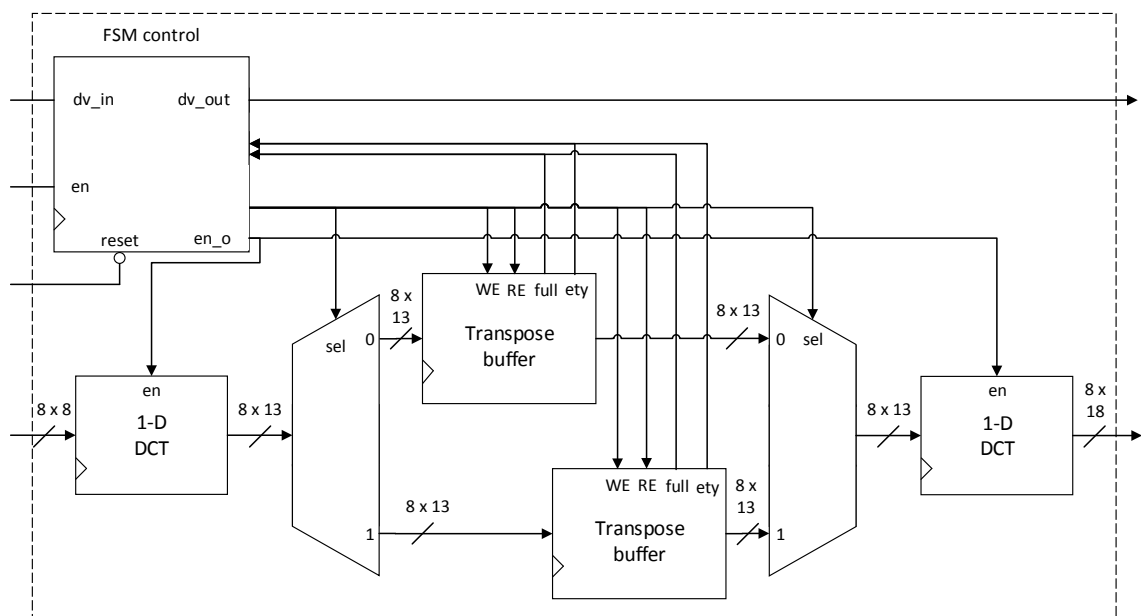 FSM control
dv_in
dv_out
en
reset
en_o
WE RE full ety
8 x
13
8 x 13
0
sel
Transpose
buffer
0
sel
8 x 8
en
1-D
DCT
8 x 13
8 x 13
en
1-D
DCT
8 x
18
WE RE full ety
8 x 13
1
Transpose
buffer
8 x
13
1